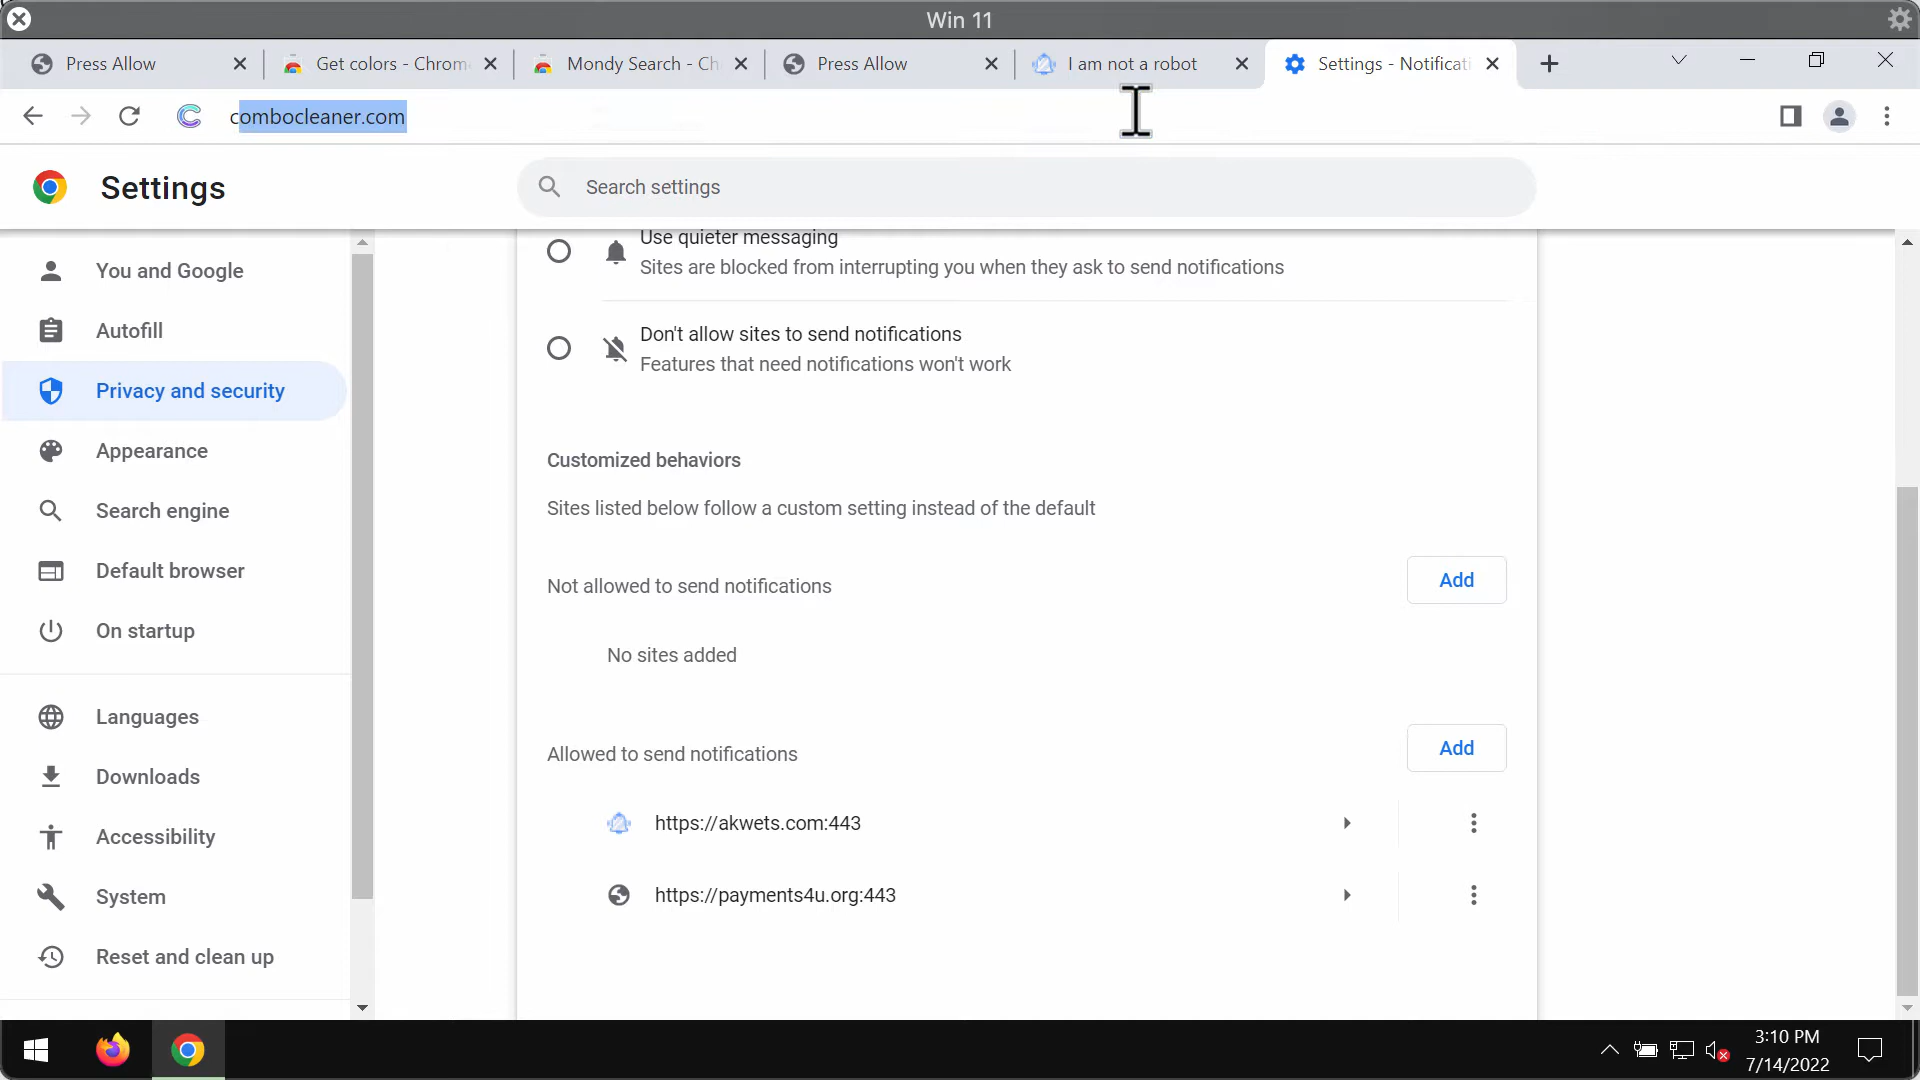 Win 11
Press Allow
Get colors - Chrom
Mondy Search - Ch
Press Allow
I am not a robot
Settings - Notificati
combocleaner.com
Settings
Search settings
You and Google
Autofill
Privacy and security
Appearance
Search engine
Default browser
On startup
Languages
Downloads
Accessibility
System
Reset and clean up
Use quieter messaging
Sites are blocked from interrupting you when they ask to send notifications
Don't allow sites to send notifications
Features that need notifications won't work
Customized behaviors
Sites listed below follow a custom setting instead of the default
Not allowed to send notifications
Add
No sites added
Allowed to send notifications
Add
https://akwets.com:443
https://payments4u.org:443
3:10 PM
7/14/2022